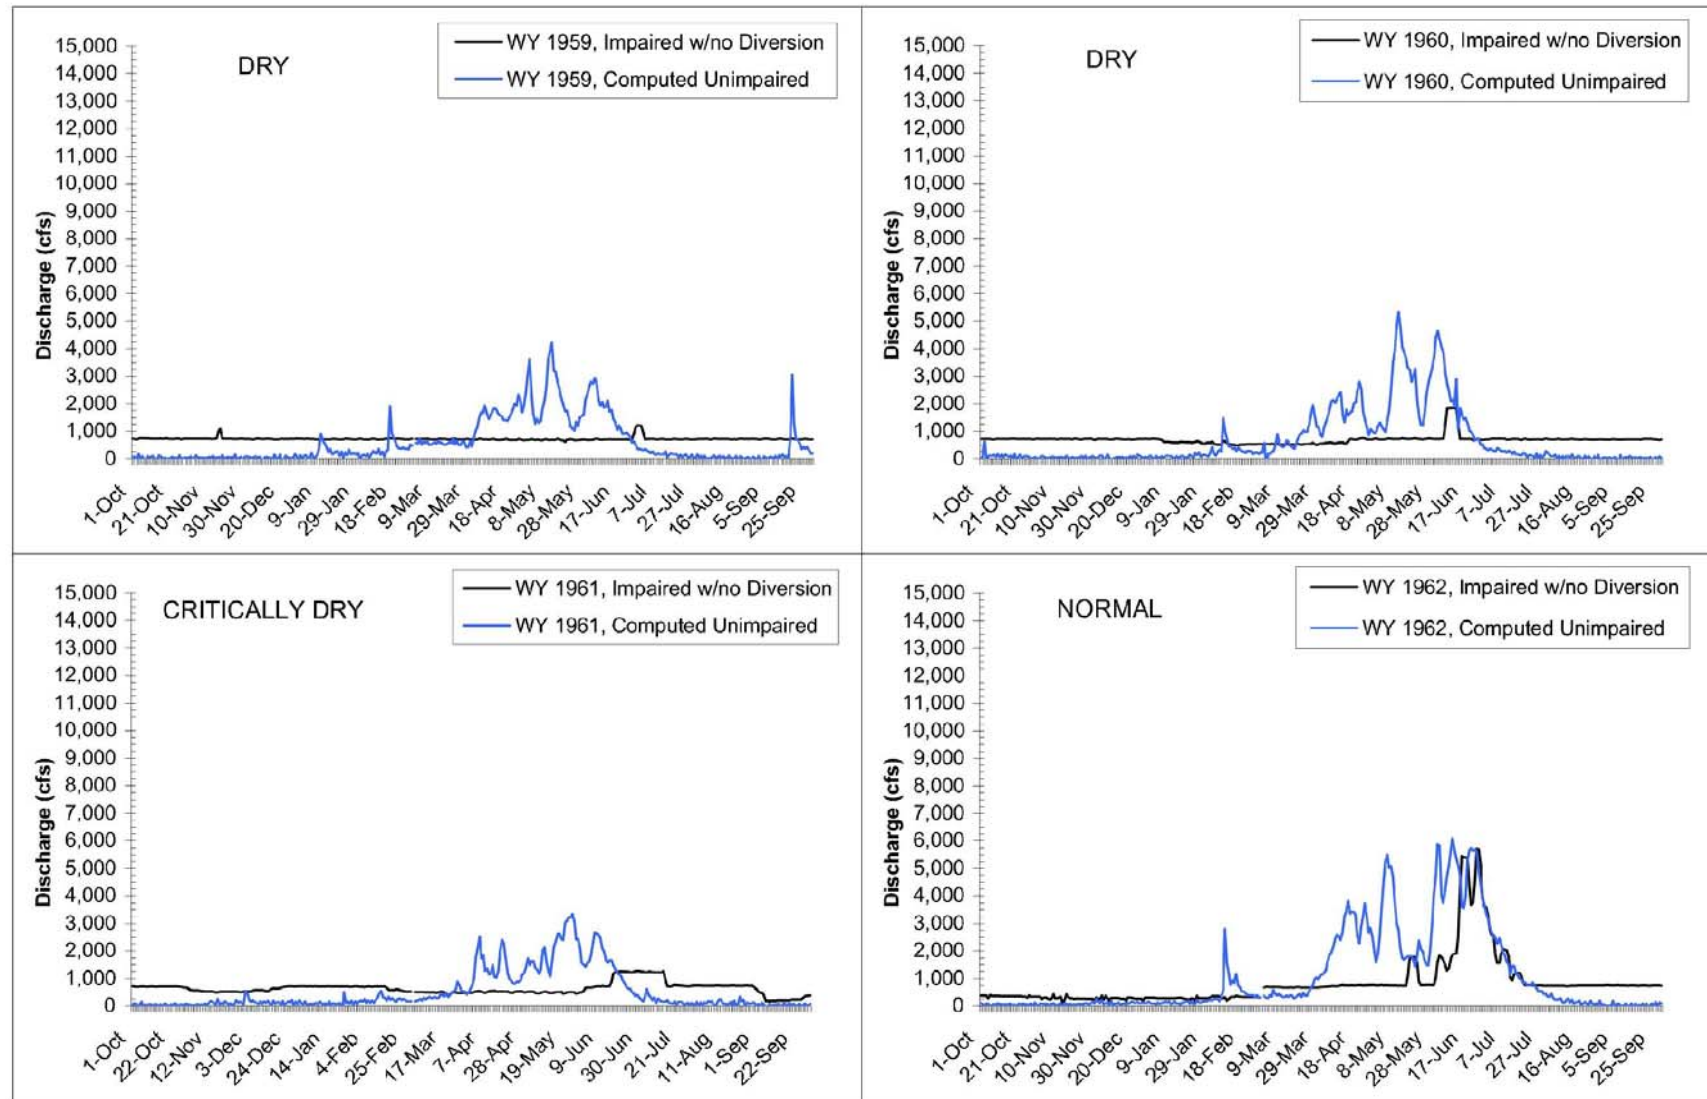 DRY
WY 1959, Impaired w/no Diversion
WY 1959, Computed Unimpaired
15,000
14,000
13,000
12,000
11,000
10,000
9,000
8,000
7,000
6,000
5,000
4,000
3,000
2,000
1,000
0
Discharge (cfs)
1-Oct
21-Oct
10-Nov
30-Nov
20-Dec
9-Jan
29-Jan
18-Feb
9-Mar
29-Mar
18-Apr
8-May
28-May
17-Jun
7-Jul
27-Jul
16-Aug
5-Sep
25-Sep
DRY
WY 1960, Impaired w/no Diversion
WY 1960, Computed Unimpaired
15,000
14,000
13,000
12,000
11,000
10,000
9,000
8,000
7,000
6,000
5,000
4,000
3,000
2,000
1,000
0
Discharge (cfs)
1-Oct
21-Oct
10-Nov
30-Nov
20-Dec
9-Jan
29-Jan
18-Feb
9-Mar
29-Mar
18-Apr
8-May
28-May
17-Jun
7-Jul
27-Jul
16-Aug
5-Sep
25-Sep
CRITICALLY DRY
WY 1961, Impaired w/no Diversion
WY 1961, Computed Unimpaired
15,000
14,000
13,000
12,000
11,000
10,000
9,000
8,000
7,000
6,000
5,000
4,000
3,000
2,000
1,000
0
Discharge (cfs)
1-Oct
22-Oct
12-Nov
3-Dec
24-Dec
14-Jan
4-Feb
25-Feb
17-Mar
7-Apr
28-Apr
19-May
9-Jun
30-Jun
21-Jul
11-Aug
1-Sep
22-Sep
NORMAL
WY 1962, Impaired w/no Diversion
WY 1962, Computed Unimpaired
15,000
14,000
13,000
12,000
11,000
10,000
9,000
8,000
7,000
6,000
5,000
4,000
3,000
2,000
1,000
0
Discharge (cfs)
1-Oct
21-Oct
10-Nov
30-Nov
20-Dec
9-Jan
29-Jan
18-Feb
9-Mar
29-Mar
18-Apr
8-May
28-May
17-Jun
7-Jul
27-Jul
16-Aug
5-Sep
25-Sep